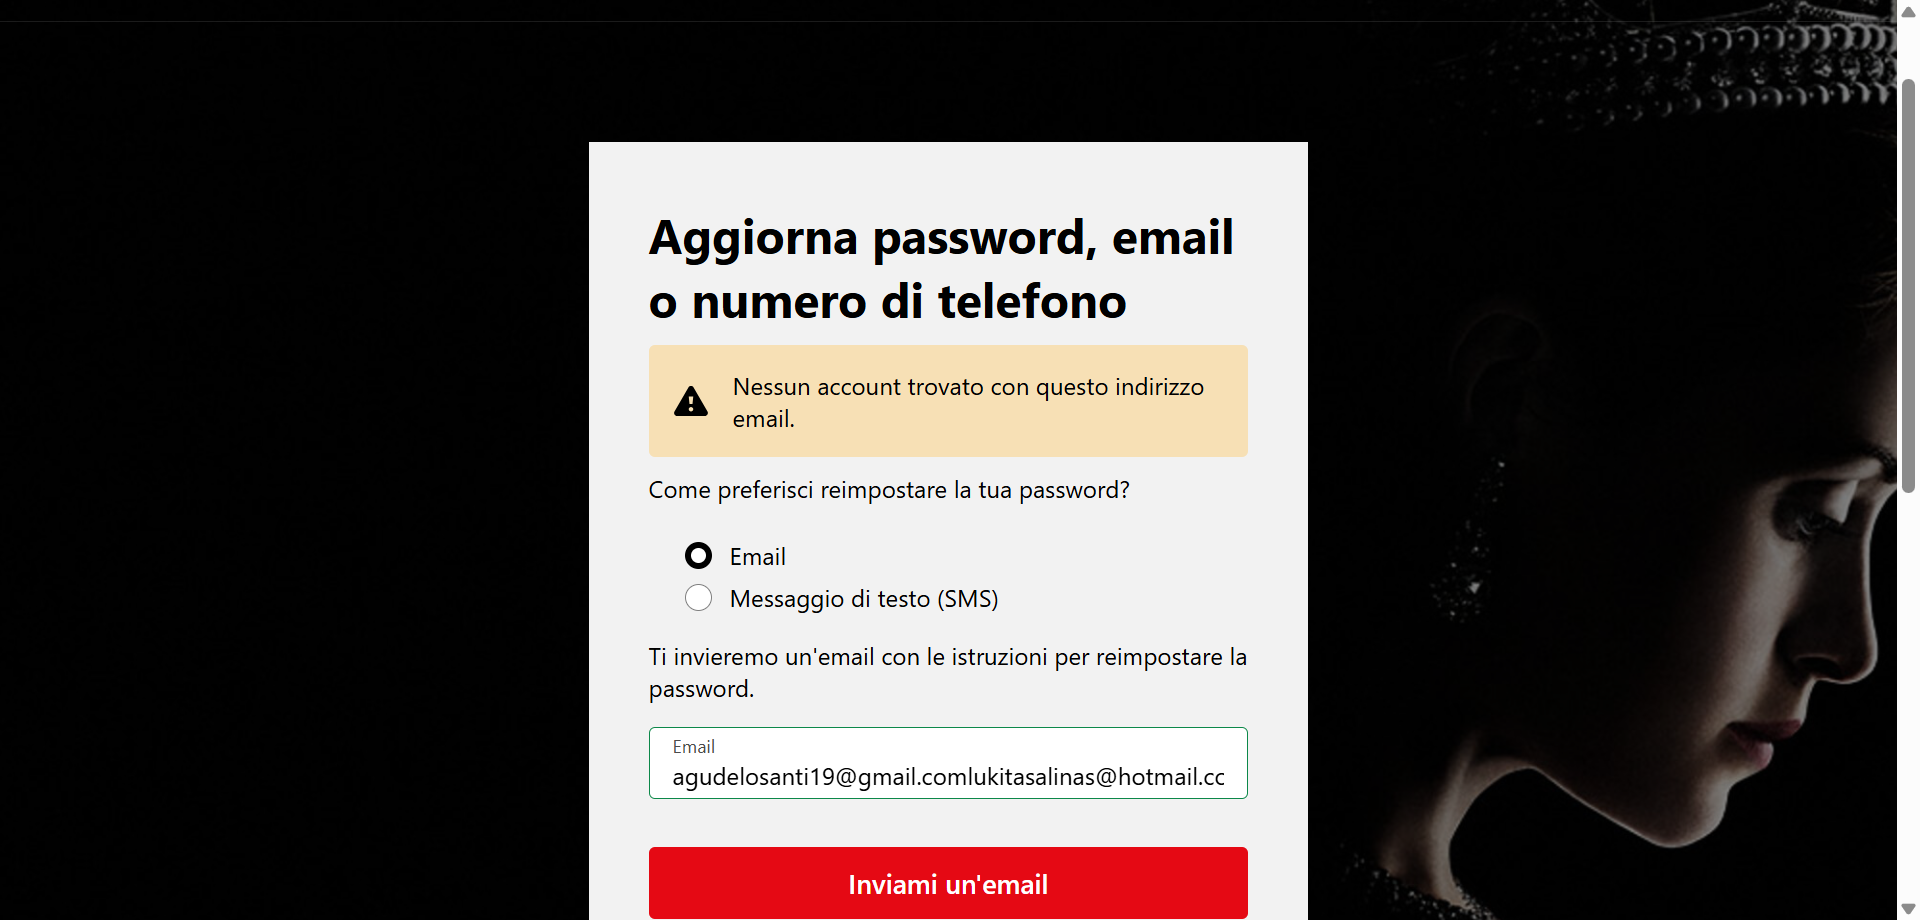 Aggiorna password, email
o numero di telefono
Nessun account trovato con questo indirizzo
email.
Come preferisci reimpostare la tua password?
Email
Messaggio di testo (SMS)
Ti invieremo un'email con le istruzioni per reimpostare la
password.
Email
agudelosanti19@gmail.comlukitasalinas@hotmail.cc
Inviami un'email